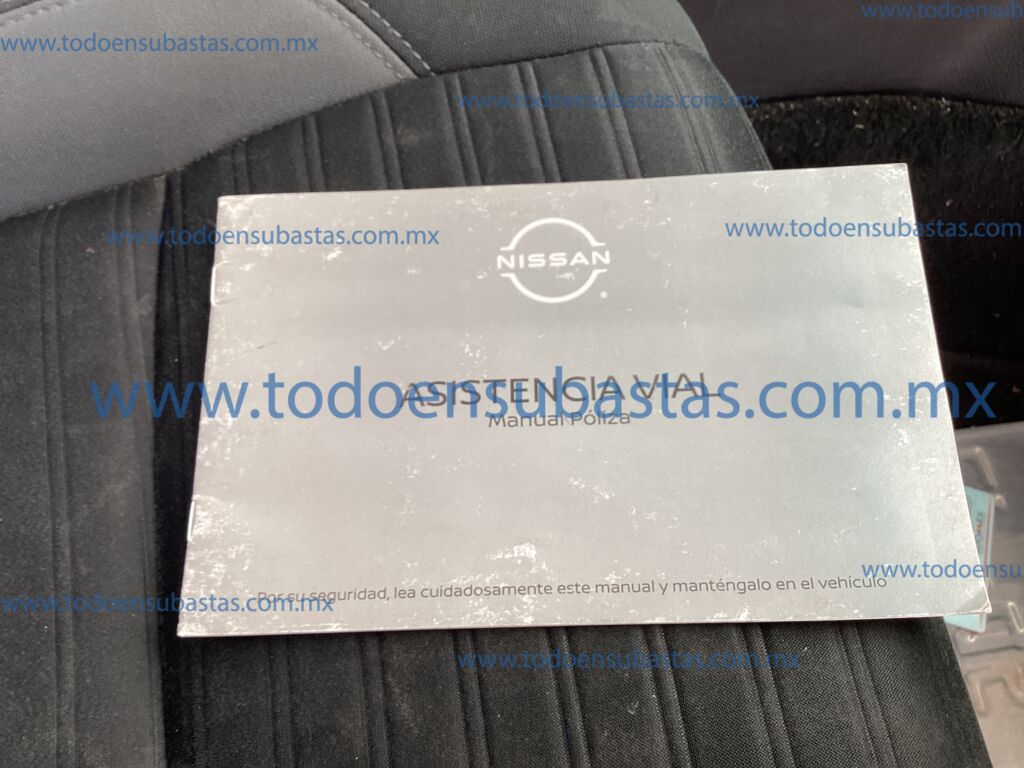 www.todoensubastas.com.mx
www.todoensubastas.com.mx
www.todoensubastas.com.mx
www.todoensubastas.com.mx
www.todoensubastas.com.mx
NISSAN
www.todoensubastas.com.mx
ASISTENCIA VIAL
Manual Póliza
www.todoensu
Por su seguridad, lea cuidadosamente este manual y manténgalo en el vehículo
www.todoensubastas.com.mx
www.todoensubastas.com.mx